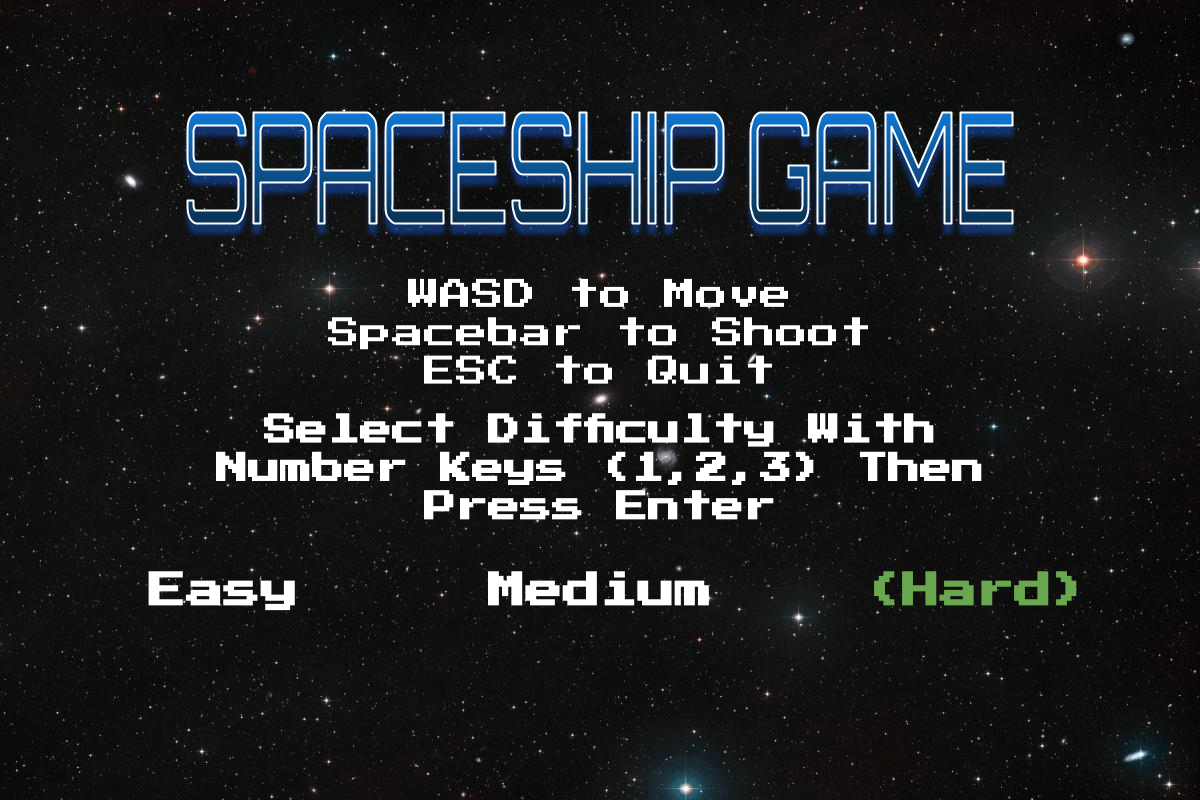 SPACESHIP GAME
WASD to Move
Spacebar to Shoot
ESC to Quit
Select Difficulty With
Number Keys (1,2,3) Then
Press Enter
Easy Medium (Hard)